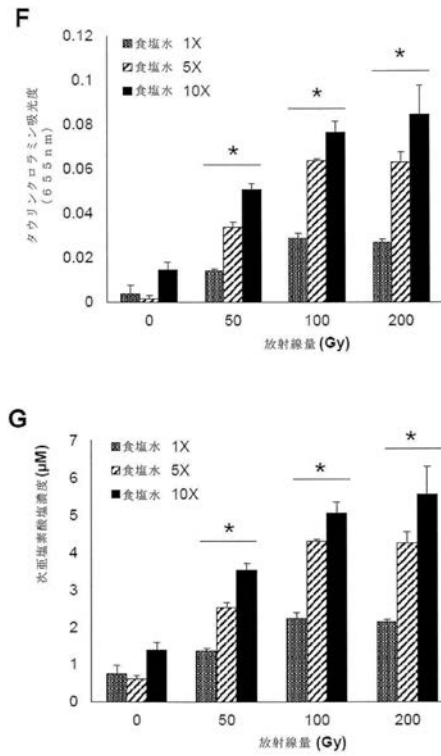 F
0.12
0.1
0.08
0.06
0.04
0.02
0
タウリンクロラミン吸光度
(655nm)
食塩水 1X
食塩水 5X
食塩水 10X
*
*
*
0 50 100 200
放射線量 (Gy)
G
7
6
5
4
3
2
1
0
次亜塩素酸塩濃度 (µM)
食塩水 1X
食塩水 5X
食塩水 10X
*
*
*
0 50 100 200
放射線量 (Gy)